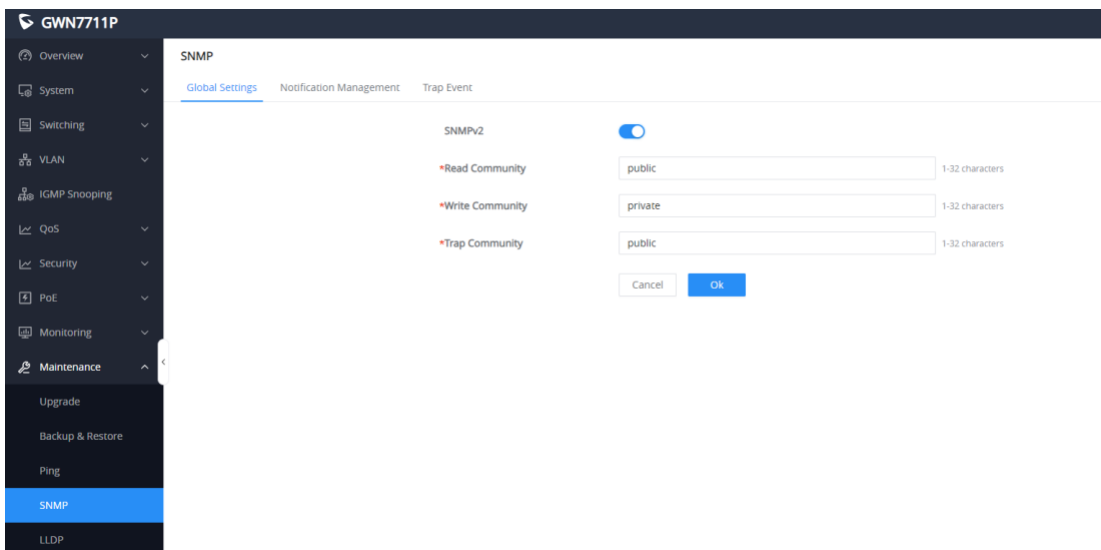 GWN7711P
Overview
System
Switching
VLAN
IGMP Snooping
QoS
Security
PoE
Monitoring
Maintenance
Upgrade
Backup & Restore
Ping
SNMP
LLDP
SNMP
Global Settings Notification Management Trap Event
SNMPv2
*Read Community public 1-32 characters
*Write Community private 1-32 characters
*Trap Community public 1-32 characters
Cancel Ok